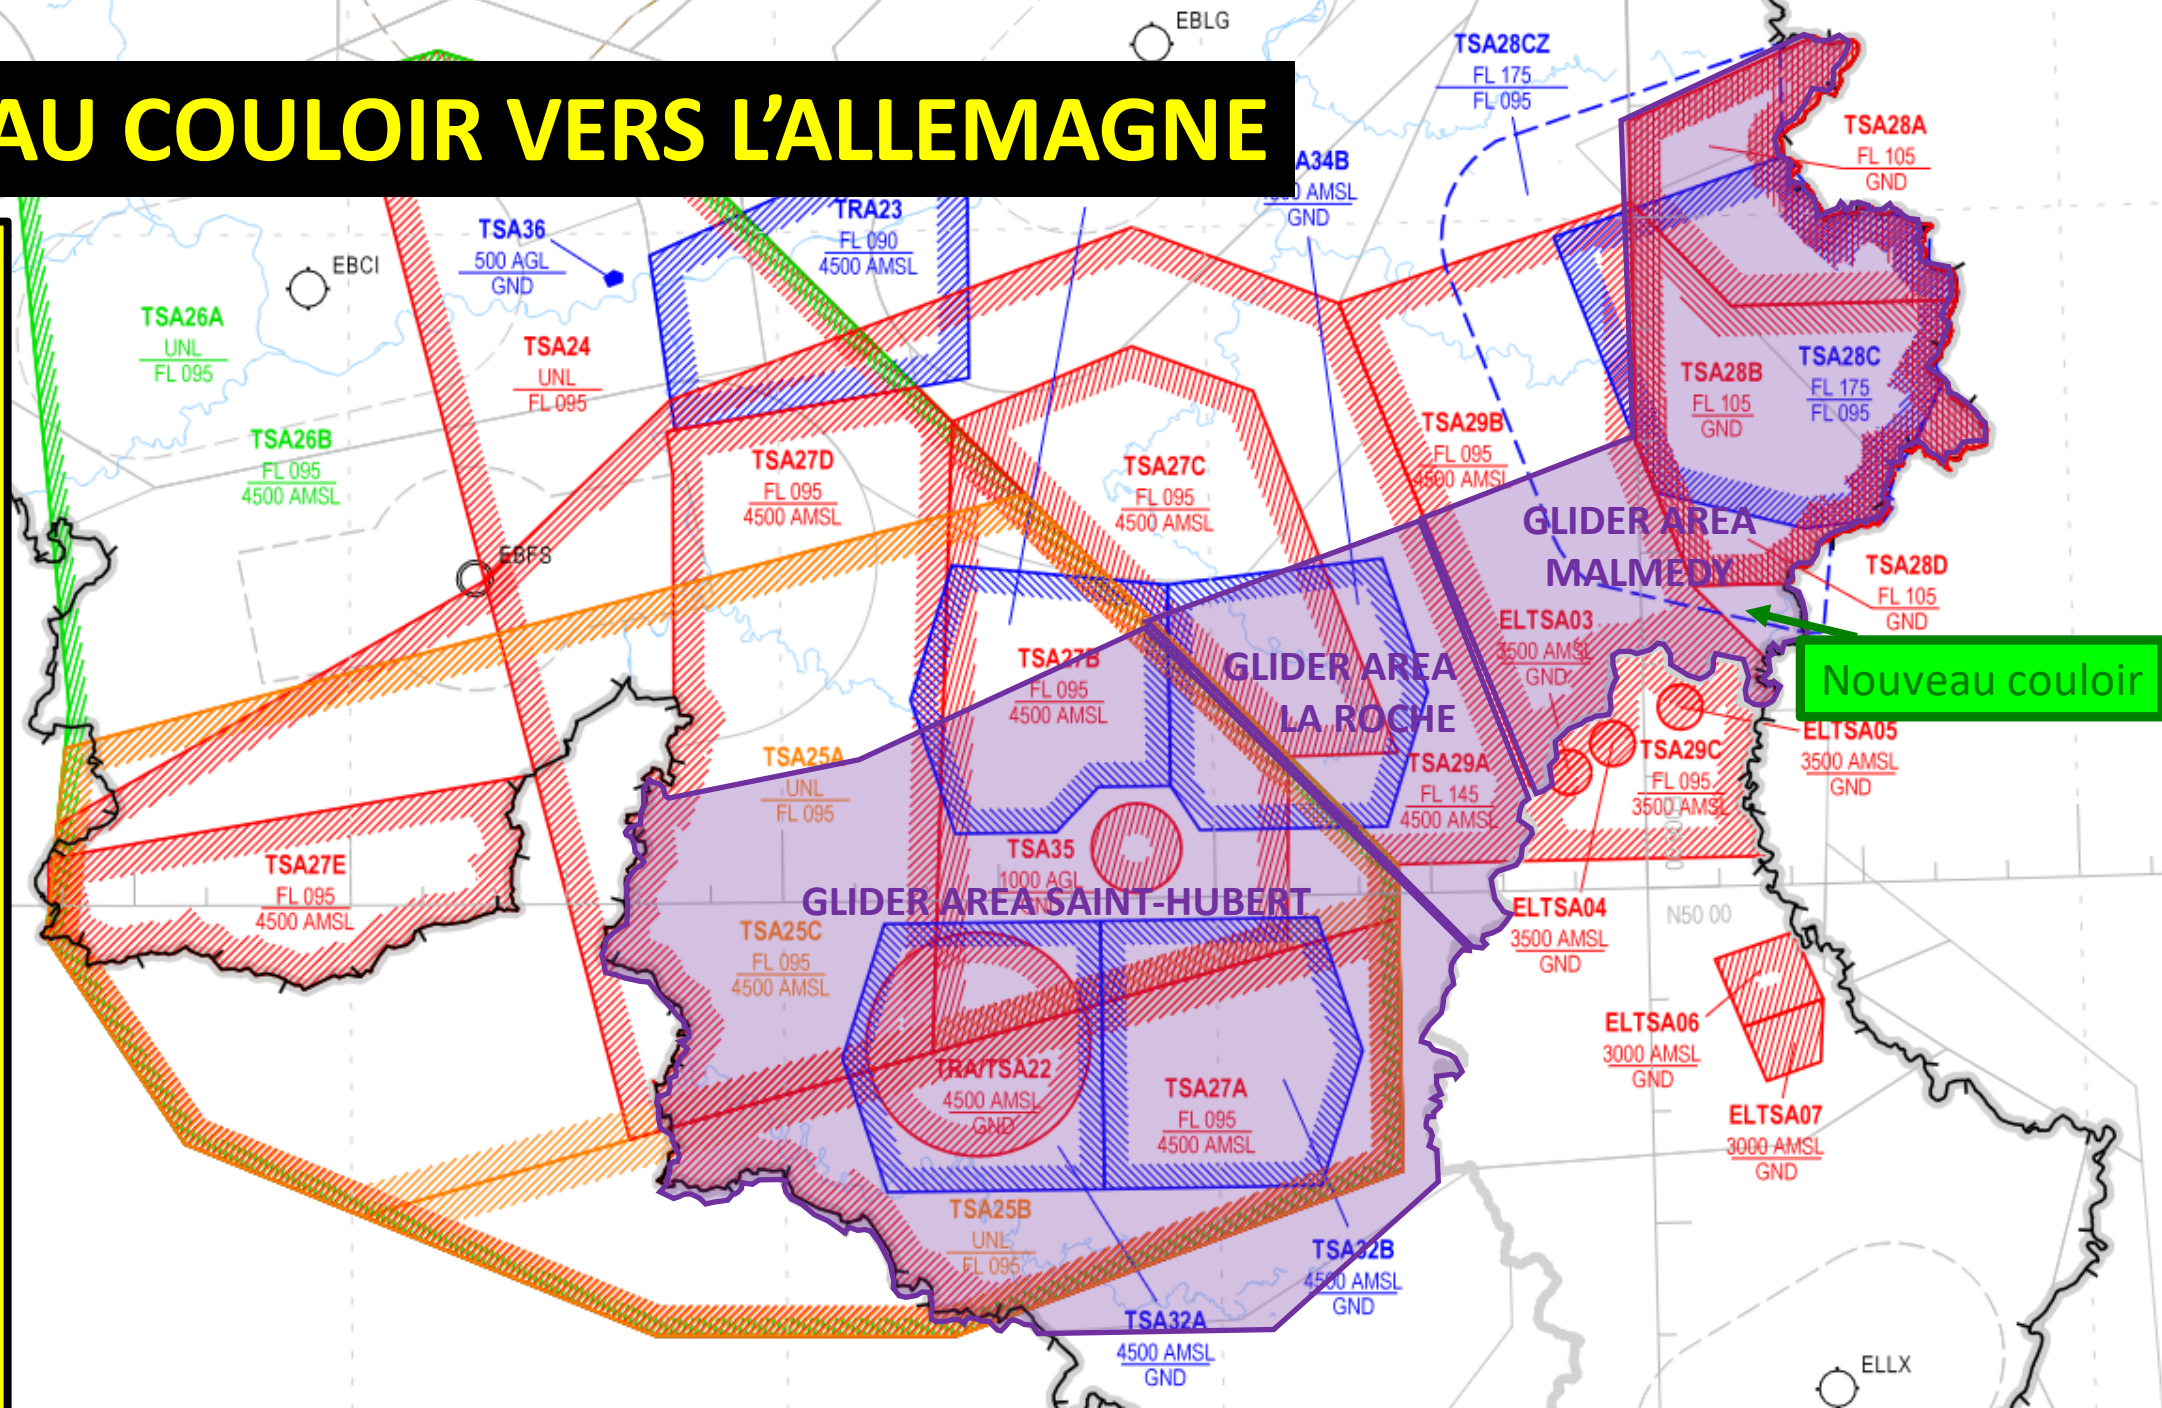 EBLG
TSA28CZ
FL 175
FL 095
AU COULOIR VERS L’ALLEMAGNE
TSA28A
FL 105
GND
A34B
AMSL
GND
TRA23
FL 090
4500 AMSL
TSA36
500 AGL
GND
EBCI
TSA26A
UNL
FL 095
TSA24
UNL
FL 095
TSA28B
FL 105
GND
TSA28C
FL 175
FL 095
TSA26B
FL 095
4500 AMSL
TSA27D
FL 095
4500 AMSL
TSA27C
FL 095
4500 AMSL
TSA29B
FL 095
4500 AMSL
GLIDER AREA
MALMEDY
EBFS
TSA28D
FL 105
GND
ELTSA03
3500 AMSL
GND
TSA27B
FL 095
4500 AMSL
GLIDER AREA
LA ROCHE
Nouveau couloir
TSA25A
UNL
FL 095
TSA29A
FL 145
4500 AMSL
TSA29C
FL 095
3500 AMSL
ELTSA05
3500 AMSL
GND
TSA35
1000 AGL
GND
TSA27E
FL 095
4500 AMSL
GLIDER AREA SAINT-HUBERT
TSA25C
FL 095
4500 AMSL
ELTSA04
3500 AMSL
GND
N50 00
ELTSA06
3000 AMSL
GND
TRA/TSA22
4500 AMSL
GND
TSA27A
FL 095
4500 AMSL
ELTSA07
3000 AMSL
GND
TSA25B
UNL
FL 095
TSA32B
4500 AMSL
GND
TSA32A
4500 AMSL
GND
ELLX